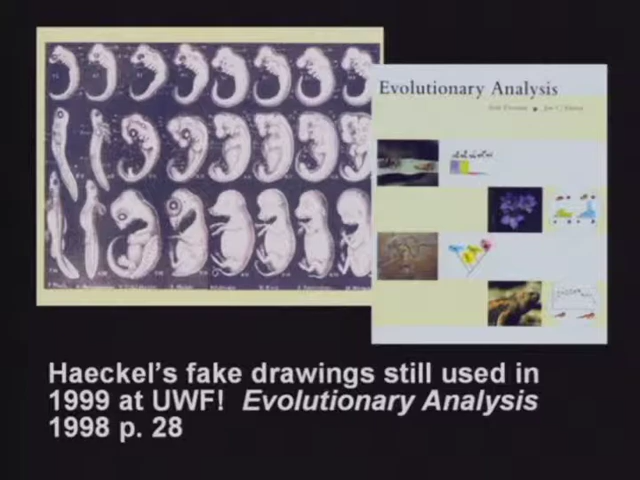 Evolutionary Analysis
Haeckel's fake drawings still used in
1999 at UWF! Evolutionary Analysis
1998 p. 28